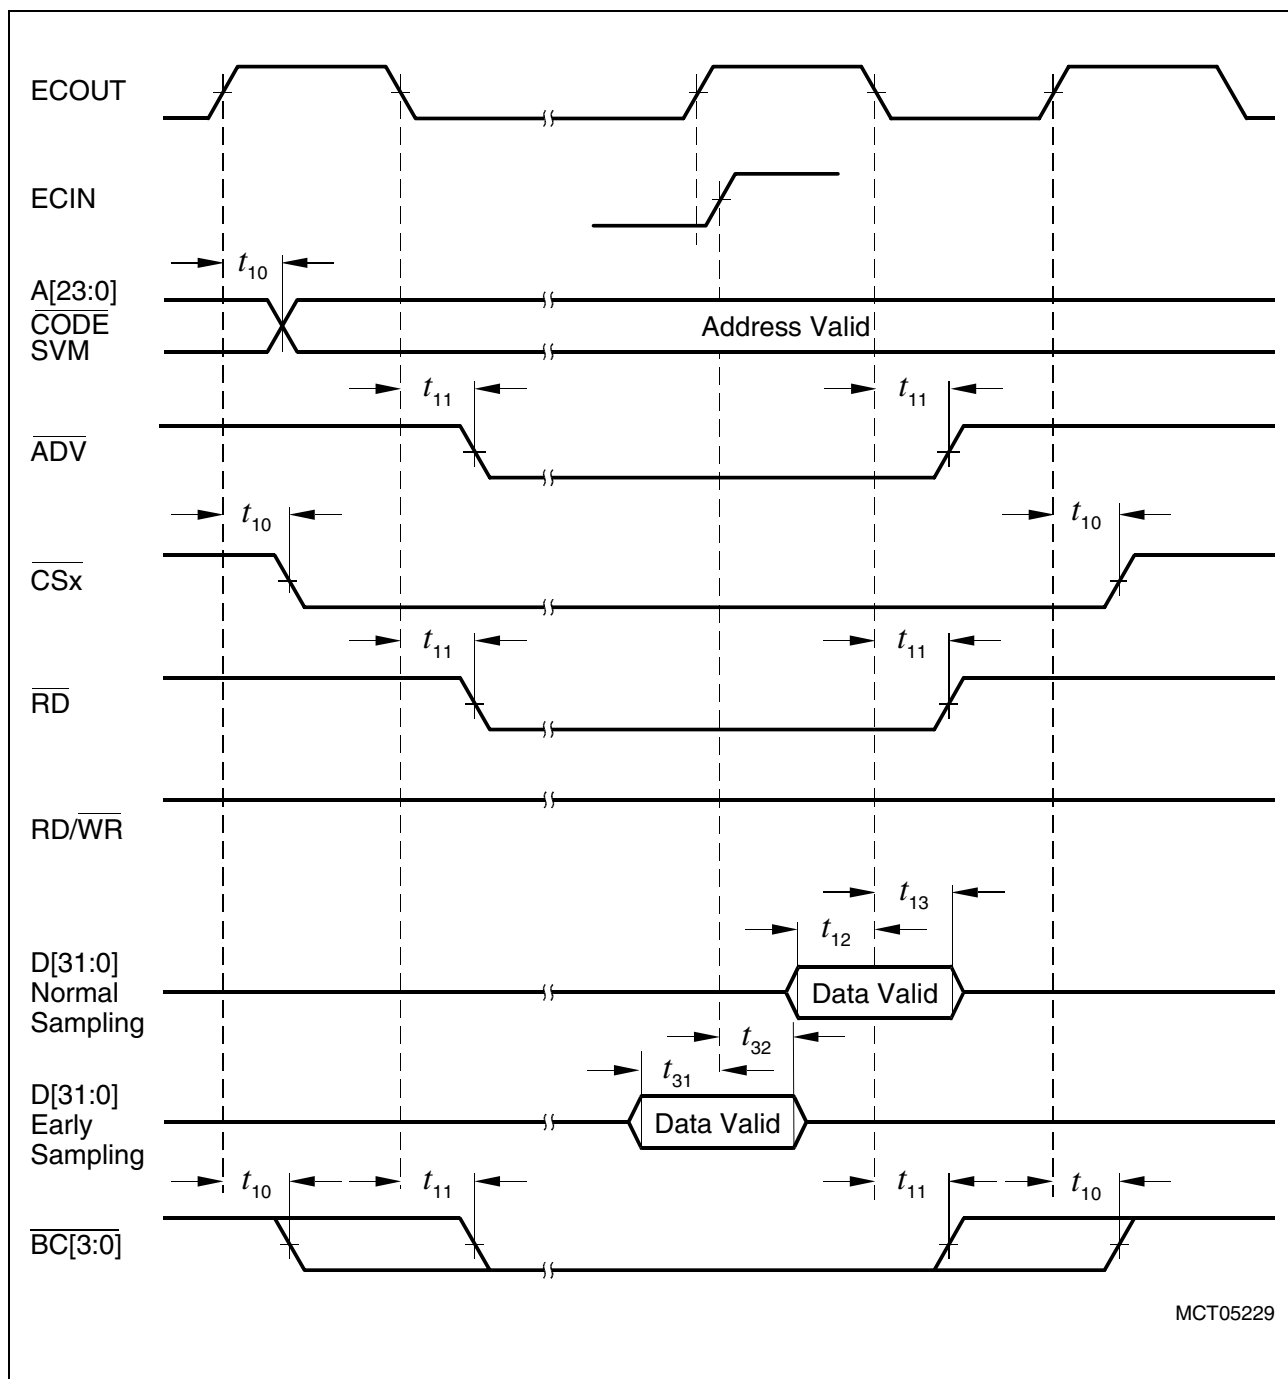 ECOUT
ECIN
t10
A[23:0]
CODE
SVM
Address Valid
t11 t11
ADV
t10 t10
CSx
t11 t11
RD
RD/WR
t13
t12
D[31:0]
Normal
Sampling
Data Valid
t32
t31
D[31:0]
Early
Sampling
Data Valid
t10 t11 t11 t10
BC[3:0]
MCT05229